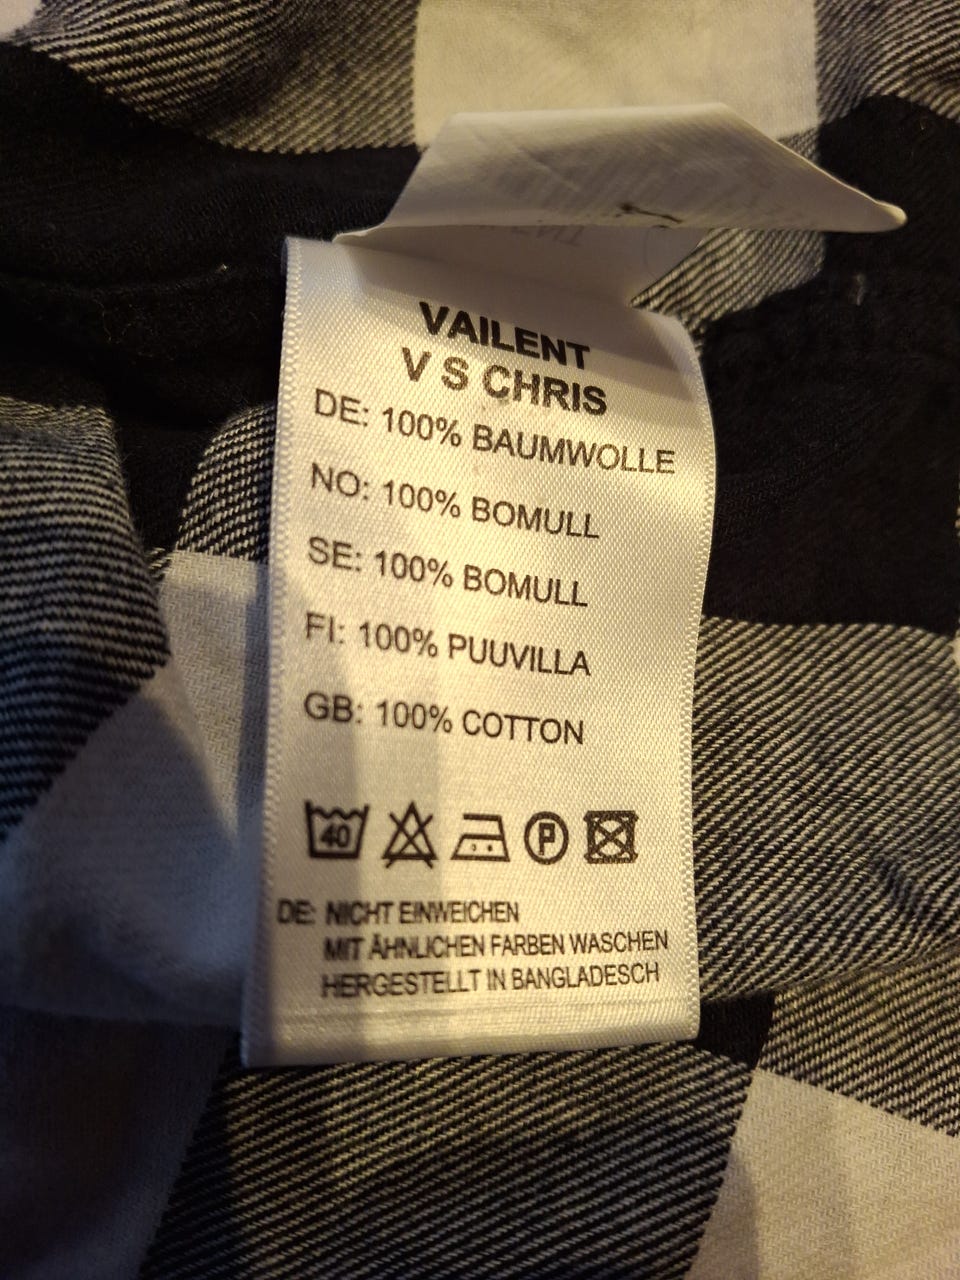 VAILENT
V S CHRIS
DE: 100% BAUMWOLLE
NO: 100% BOMULL
SE: 100% BOMULL
FI: 100% PUUVILLA
GB: 100% COTTON
40 P
DE: NICHT EINWEICHEN
MIT ÄHNLICHEN FARBEN WASCHEN
HERGESTELLT IN BANGLADESCH